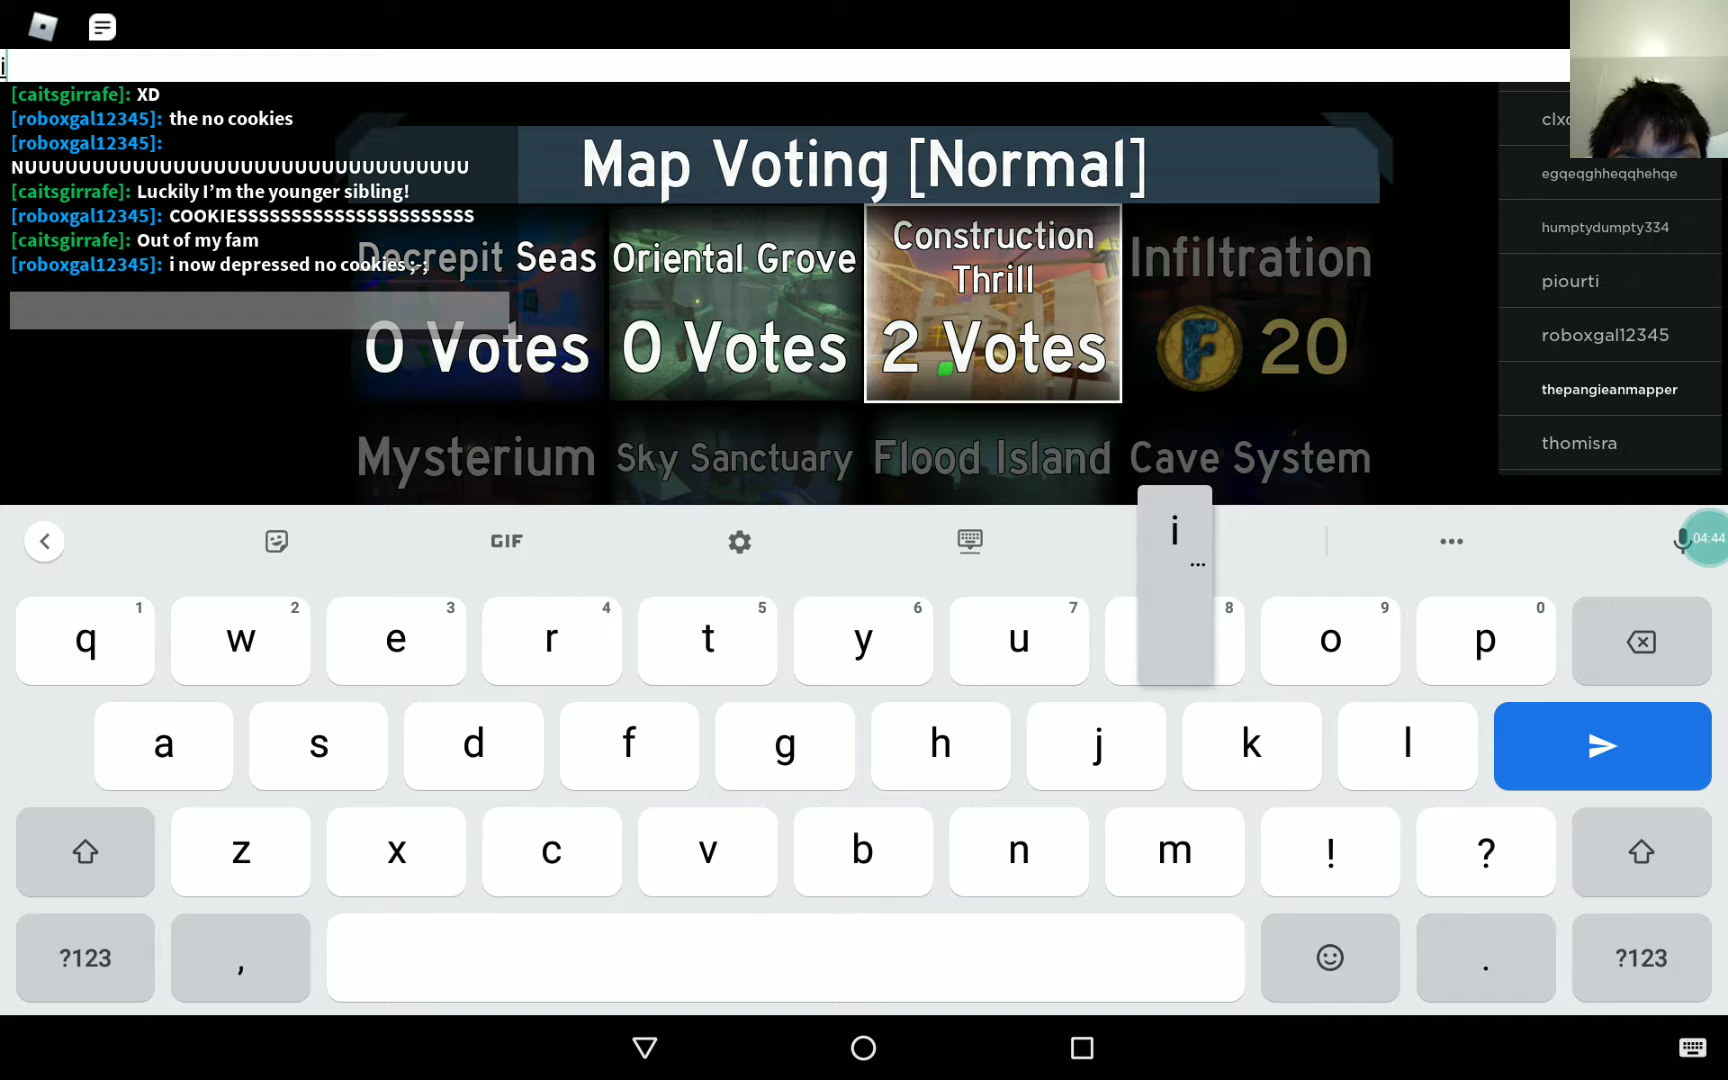 i
[caitsgirrafe]: XD
[roboxgal12345]: the no cookies
[roboxgal12345]:
NUUUUUUUUUUUUUUUUUUUUUUUUUUUUUUUUU
[caitsgirrafe]: Luckily I’m the younger sibling!
[roboxgal12345]: COOKIESSSSSSSSSSSSSSSSSSSSSS
[caitsgirrafe]: Out of my fam
[roboxgal12345]: i now depressed no cookies ;-;
Map Voting [Normal]
Decrepit Seas
0 Votes
Oriental Grove
0 Votes
Construction
Thrill
2 Votes
Infiltration
F 20
Mysterium
Sky Sanctuary
Flood Island
Cave System
egqeqghheqqhehqe
humptydumpty334
piourti
roboxgal12345
thepangieanmapper
thomisra
GIF
i
...
04:44
q 1 w 2 e 3 r 4 t 5 y 6 u 7 8 o 9 p 0
a s d f g h j k l
z x c v b n m ! ?
?123 , . ?123